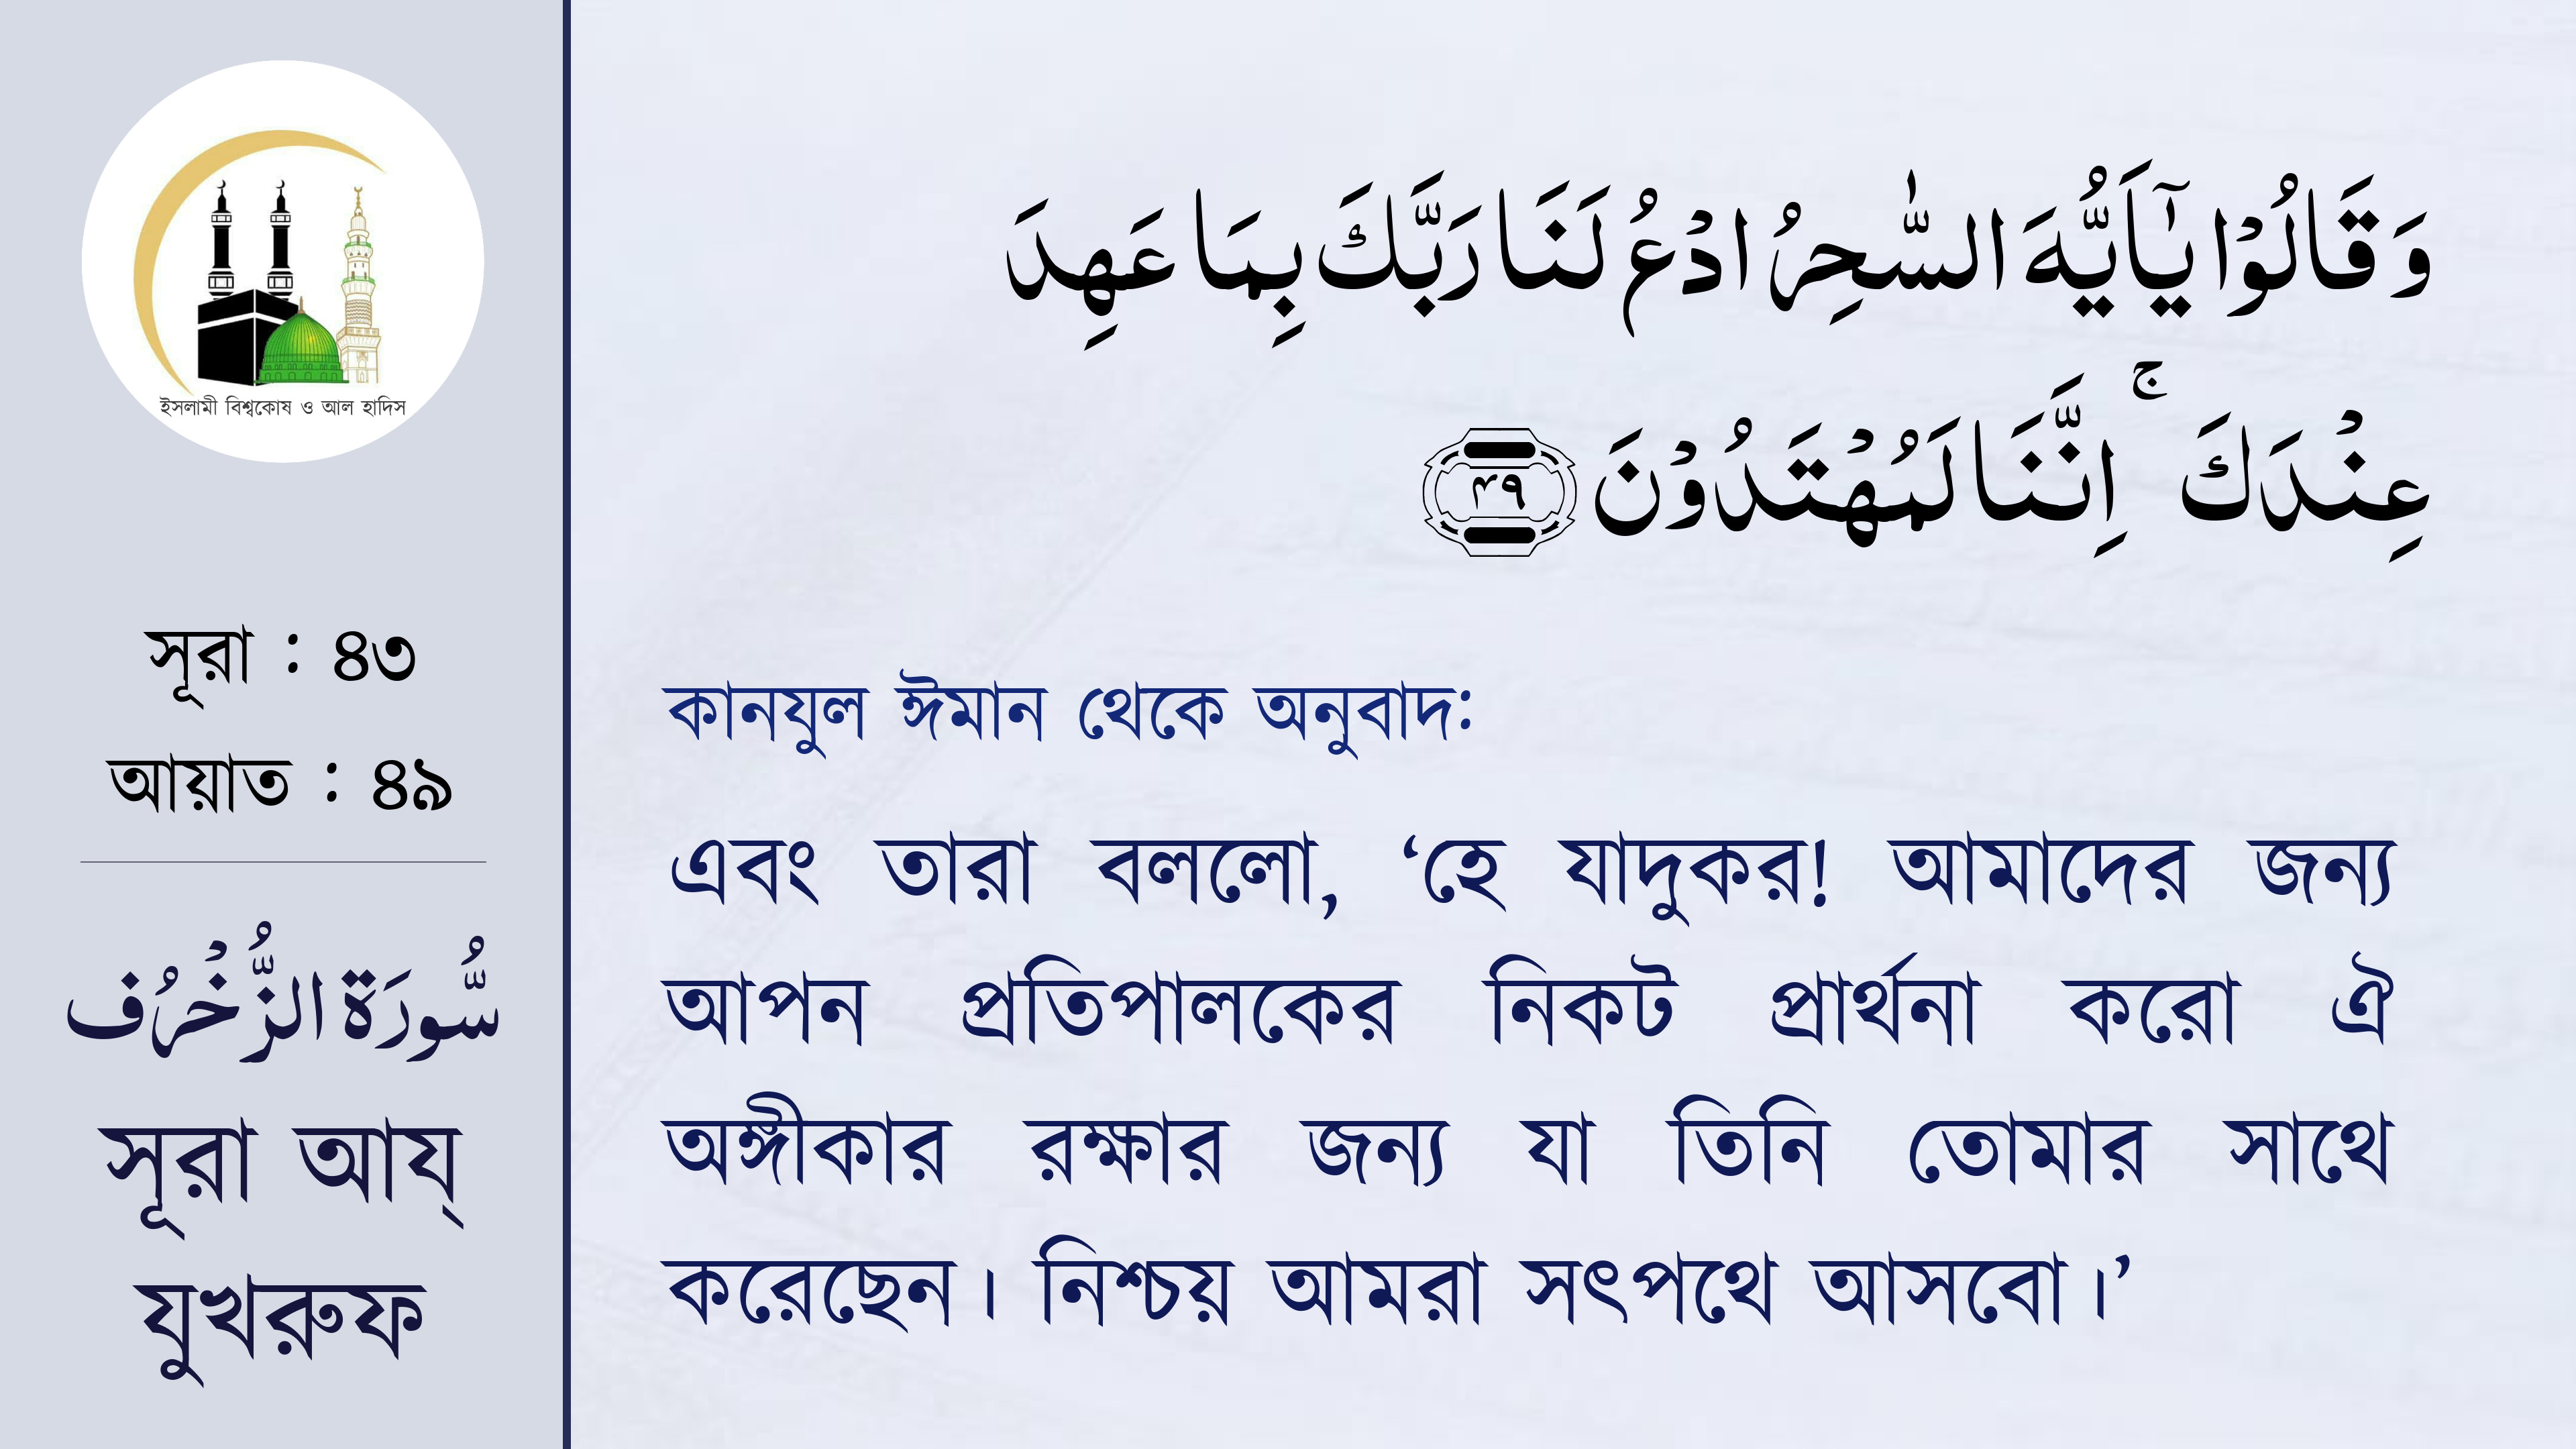 ইসলামী বিশ্বকোষ ও আল হাদিস
সূরা : ৪৩
আয়াত : ৪৯
سُّورَة الزُّخْرُف
সূরা আয্
যুখরুফ
وَ قَالُوْا یٰۤاَیُّهَ السّٰحِرُ ادْعُ لَنَا رَبَّكَ بِمَا عَهِدَ
عِنْدَكَ ۚ اِنَّنَا لَمُهْتَدُوْنَ ﴿۴۹﴾
কানযুল ঈমান থেকে অনুবাদ:
এবং তারা বললো, ‘হে যাদুকর! আমাদের জন্য
আপন প্রতিপালকের নিকট প্রার্থনা করো ঐ
অঙ্গীকার রক্ষার জন্য যা তিনি তোমার সাথে
করেছেন। নিশ্চয় আমরা সৎপথে আসবো।’